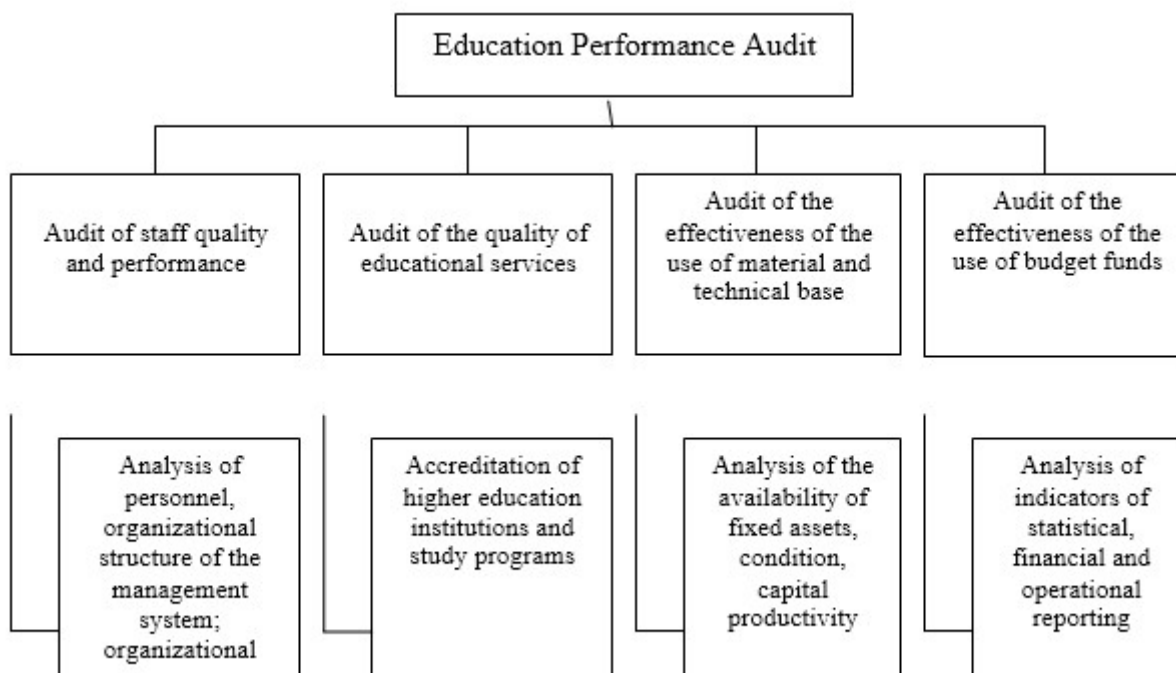 Education Performance Audit
Audit of staff quality
and performance
Audit of the quality of
educational services
Audit of the
effectiveness of the
use of material and
technical base
Audit of the
effectiveness of the
use of budget funds
Analysis of
personnel,
organizational
structure of the
management
system;
organizational
Accreditation of
higher education
institutions and
study programs
Analysis of the
availability of
fixed assets,
condition,
capital
productivity
Analysis of
indicators of
statistical,
financial and
operational
reporting